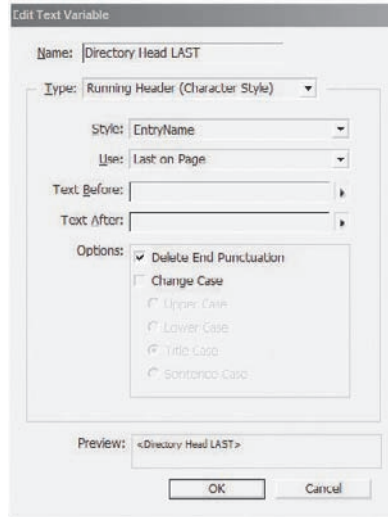 Edit Text Variable
Name: Directory Head LAST
Type: Running Header (Character Style)
Style: EntryName
Use: Last on Page
Text Before:
Text After:
Options: Delete End Punctuation
Change Case
Upper Case
Lower Case
Title Case
Sentence Case
Preview: <Directory Head LAST>
OK Cancel